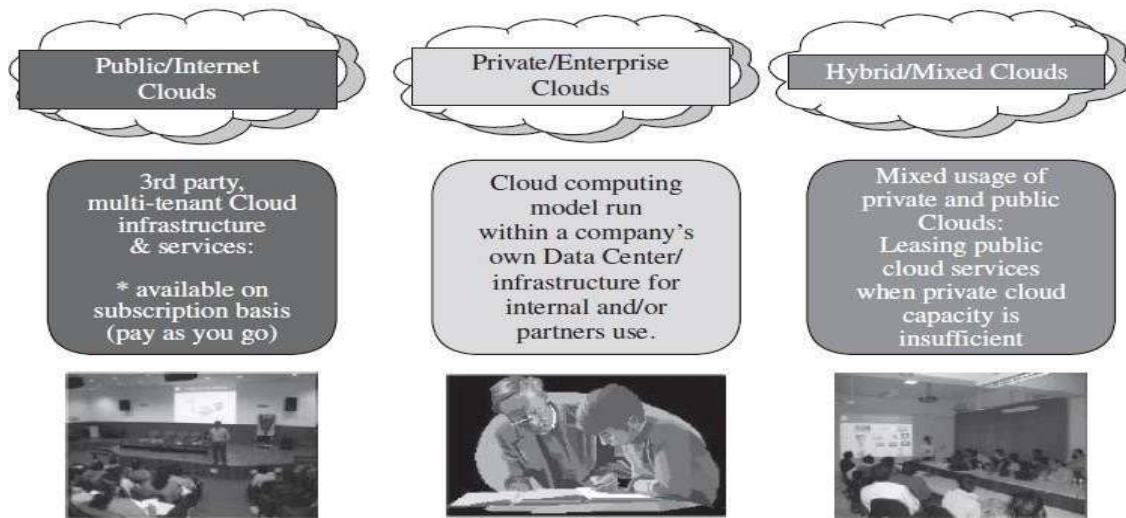 Public/Internet
Clouds
3rd party,
multi-tenant Cloud
infrastructure
& services:
* available on
subscription basis
(pay as you go)
Private/Enterprise
Clouds
Cloud computing
model run
within a company’s
own Data Center/
infrastructure for
internal and/or
partners use.
Hybrid/Mixed Clouds
Mixed usage of
private and public
Clouds:
Leasing public
cloud services
when private cloud
capacity is
insufficient